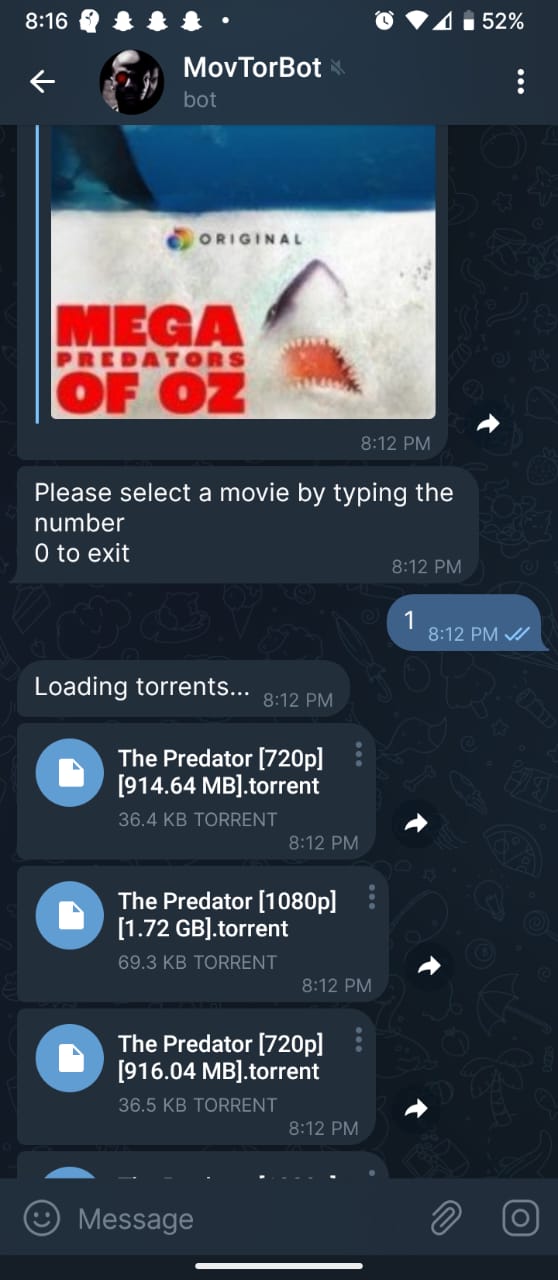 8:16
52%
MovTorBot
bot
ORIGINAL
MEGA
PREDATORS
OF OZ
8:12 PM
Please select a movie by typing the
number
0 to exit
8:12 PM
1
8:12 PM
Loading torrents...
8:12 PM
The Predator [720p]
[914.64 MB].torrent
36.4 KB TORRENT
8:12 PM
The Predator [1080p]
[1.72 GB].torrent
69.3 KB TORRENT
8:12 PM
The Predator [720p]
[916.04 MB].torrent
36.5 KB TORRENT
8:12 PM
Message